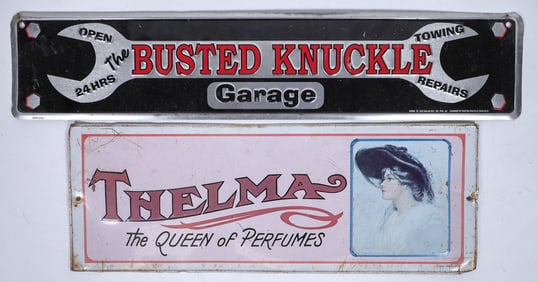 OPEN
24 HRS
the BUSTED KNUCKLE
Garage
TOWING
REPAIRS
THELMA
The QUEEN of PERFUMES